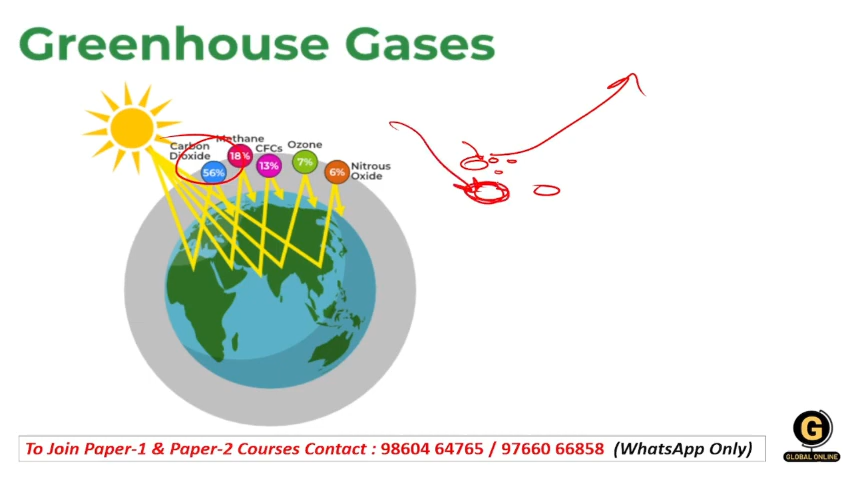 Greenhouse Gases
Methane
Carbon
Dioxide
CFCs
Ozone
Nitrous
Oxide
56%
18%
13%
7%
6%
To Join Paper-1 & Paper-2 Courses Contact : 98604 64765 / 97660 66858 (WhatsApp Only)
G
GLOBAL ONLINE